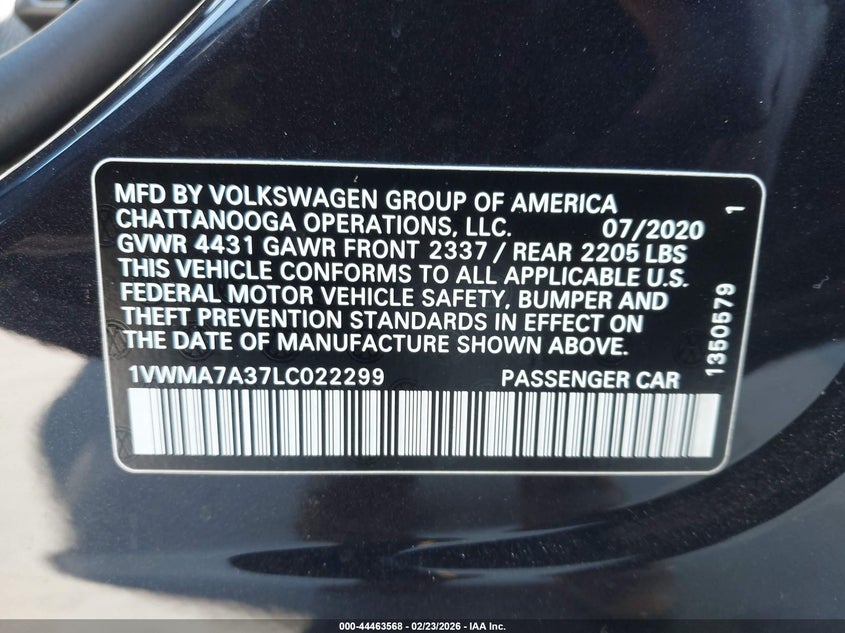 MFD BY VOLKSWAGEN GROUP OF AMERICA
CHATTANOOGA OPERATIONS, LLC. 07/2020
GVWR 4431 GAWR FRONT 2337 / REAR 2205 LBS
THIS VEHICLE CONFORMS TO ALL APPLICABLE U.S.
FEDERAL MOTOR VEHICLE SAFETY, BUMPER AND
THEFT PREVENTION STANDARDS IN EFFECT ON
THE DATE OF MANUFACTURE SHOWN ABOVE.
1VWMA7A37LC022299 PASSENGER CAR
1350579 1
000-44463568 - 02/23/2026 - IAA Inc.